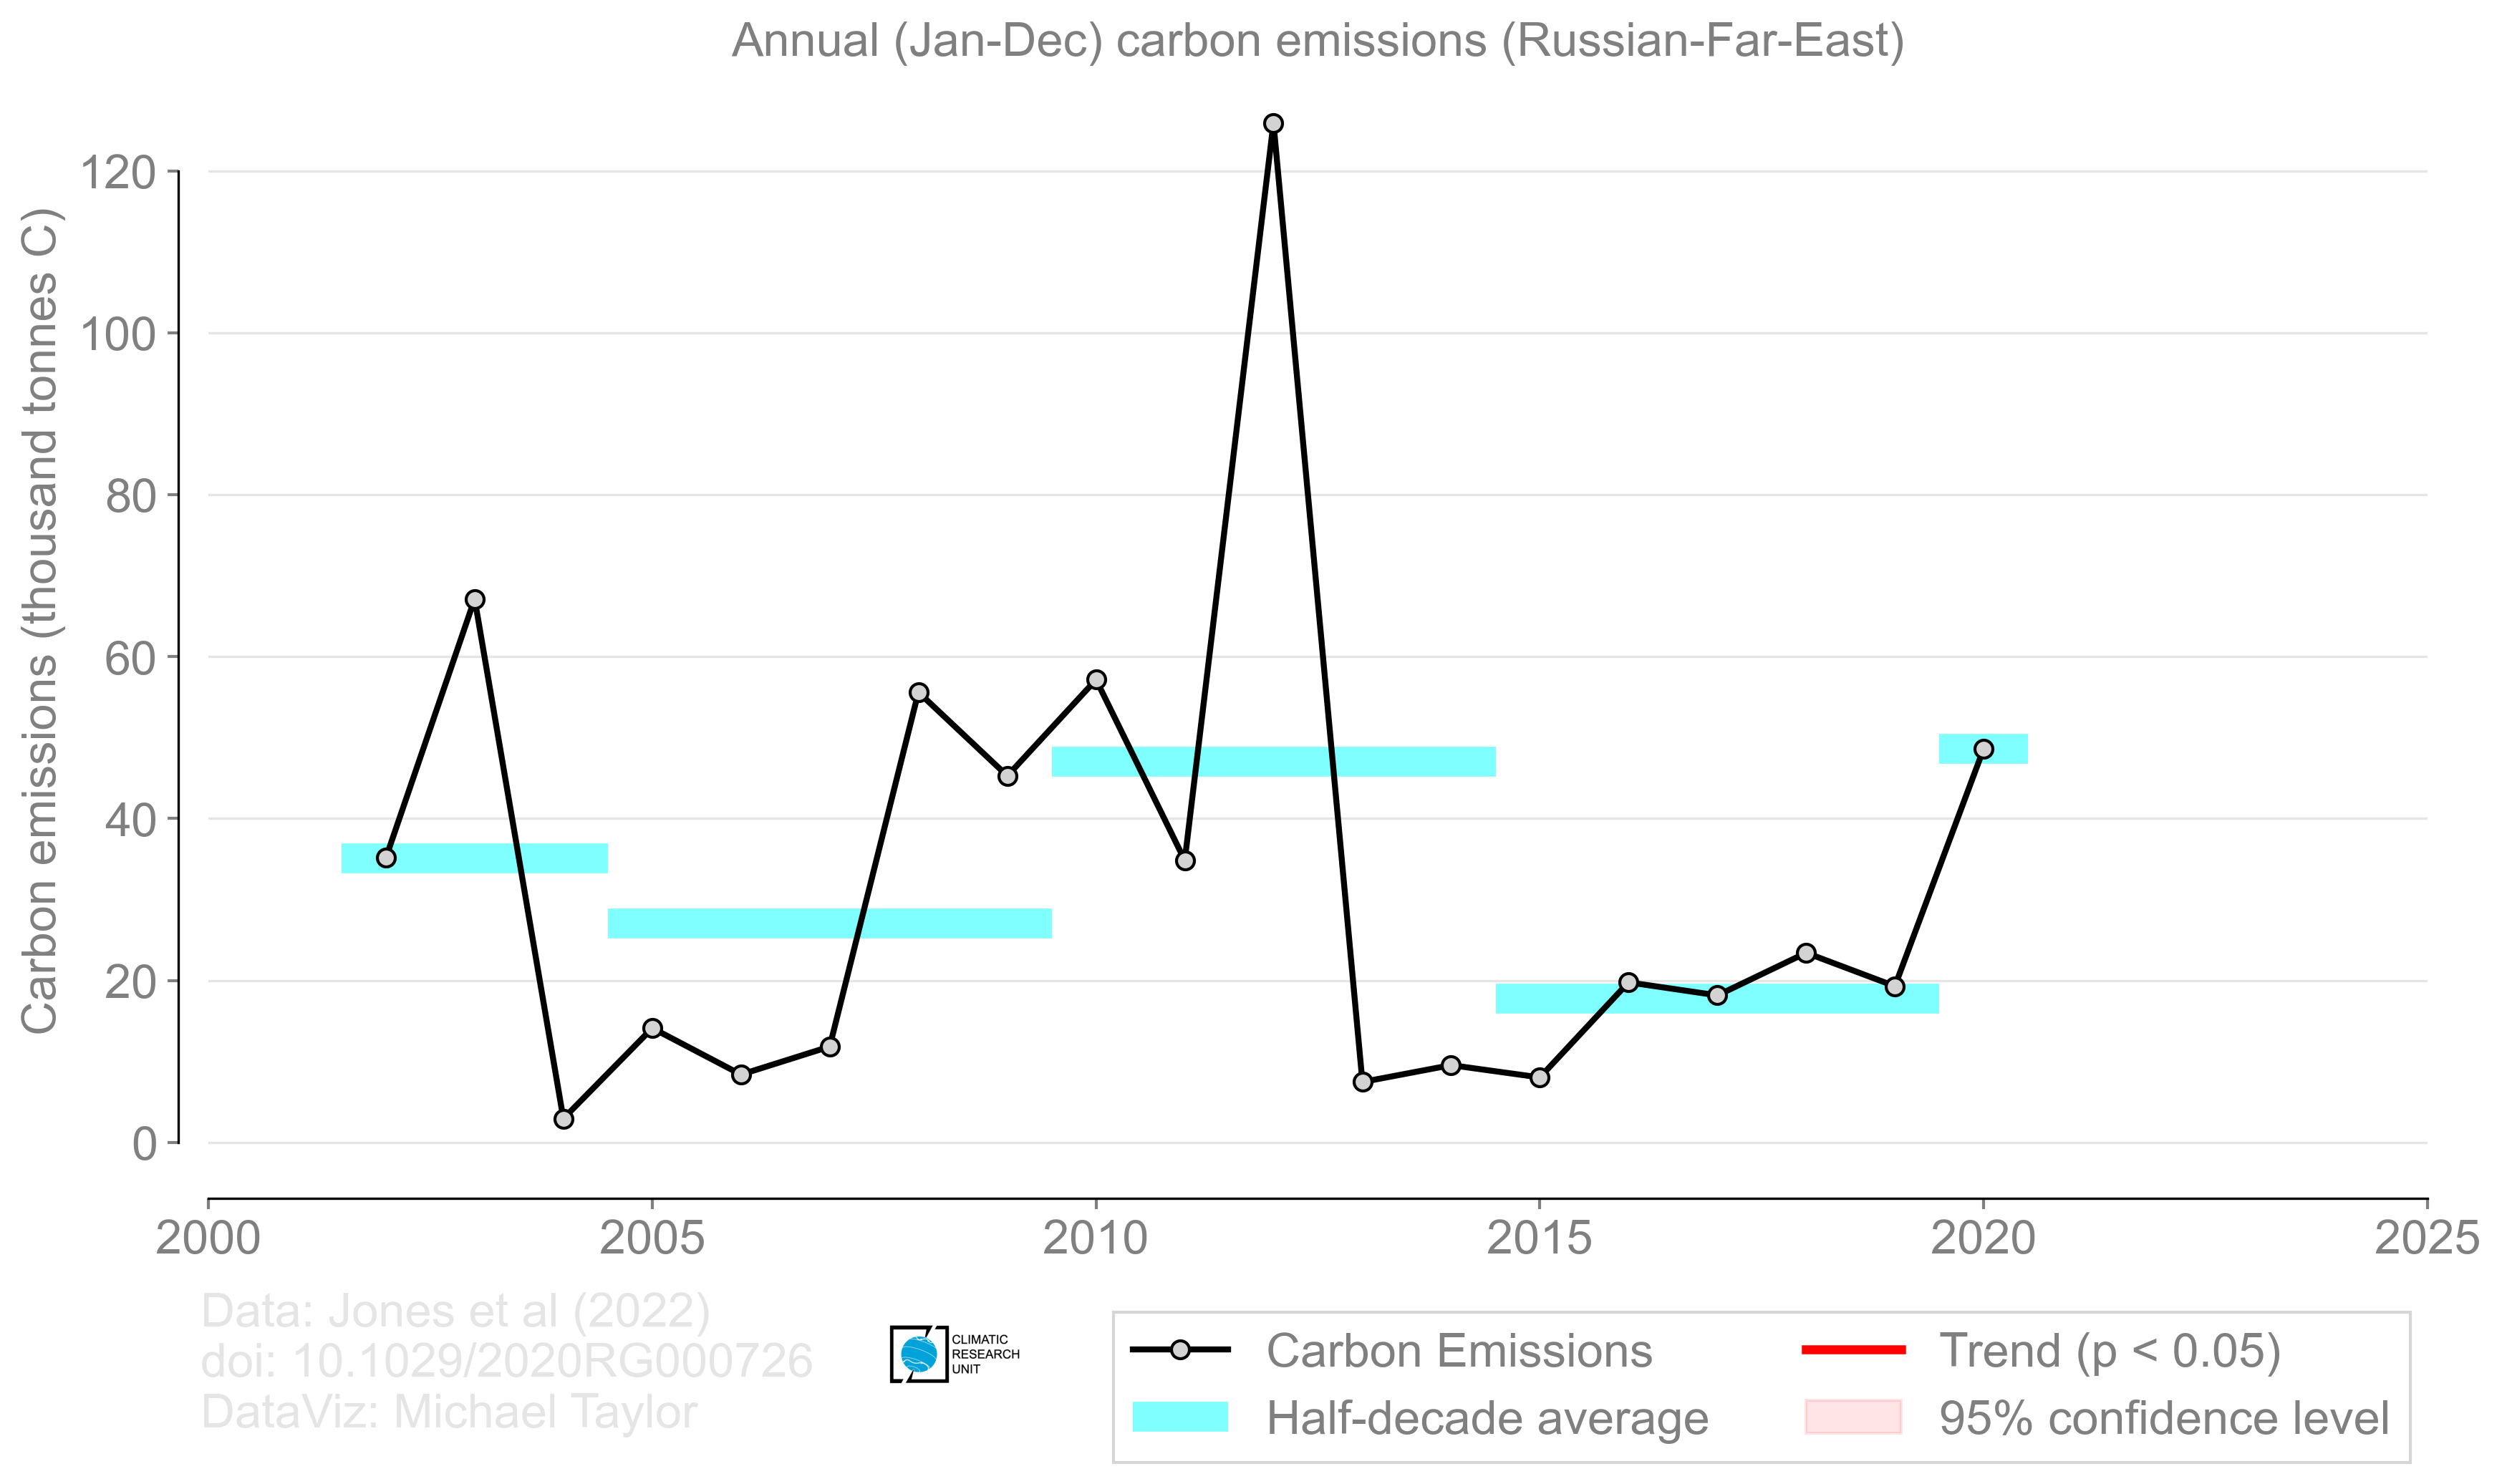 Annual (Jan-Dec) carbon emissions (Russian-Far-East)
Carbon emissions (thousand tonnes C)
120
100
80
60
40
20
0
2000 2005 2010 2015 2020 2025
Data: Jones et al (2022)
doi: 10.1029/2020RG000726
DataViz: Michael Taylor
CLIMATIC
RESEARCH
UNIT
Carbon Emissions
Half-decade average
Trend (p < 0.05)
95% confidence level